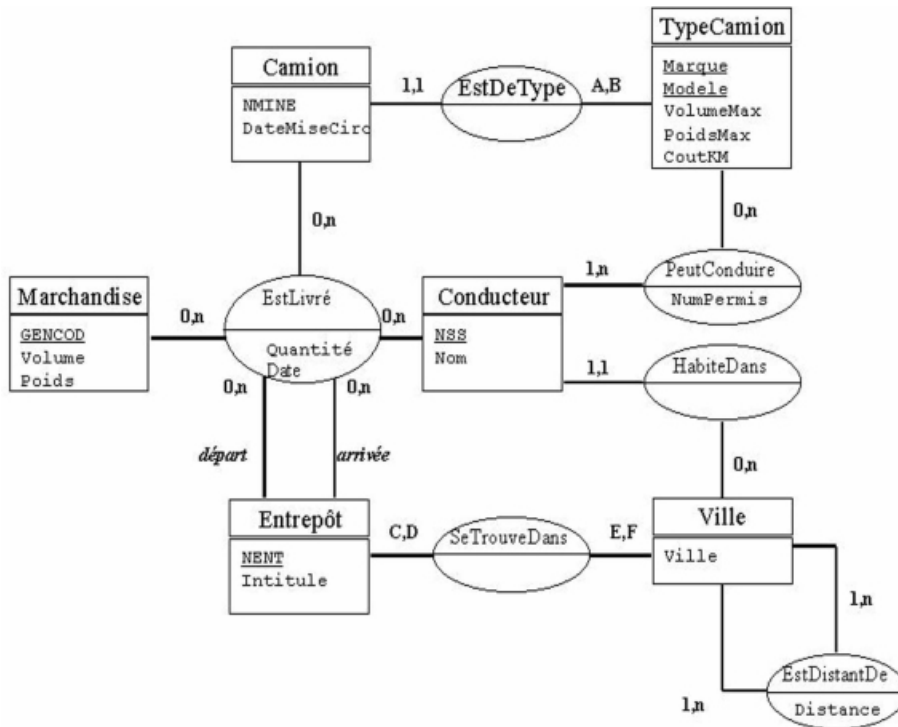 TypeCamion
Marque
Modele
VolumeMax
PoidsMax
CoutKM
Camion
NMINE
DateMiseCirc
1,1
EstDeType
A,B
0,n
0,n
Marchandise
GENCOD
Volume
Poids
0,n
EstLivré
Quantité
Date
0,n
0,n
0,n
Conducteur
NSS
Nom
1,n
PeutConduire
NumPermis
1,1
HabiteDans
0,n
départ
arrivée
Entrepôt
NENT
Intitule
C,D
SeTrouveDans
E,F
Ville
Ville
1,n
1,n
EstDistantDe
Distance